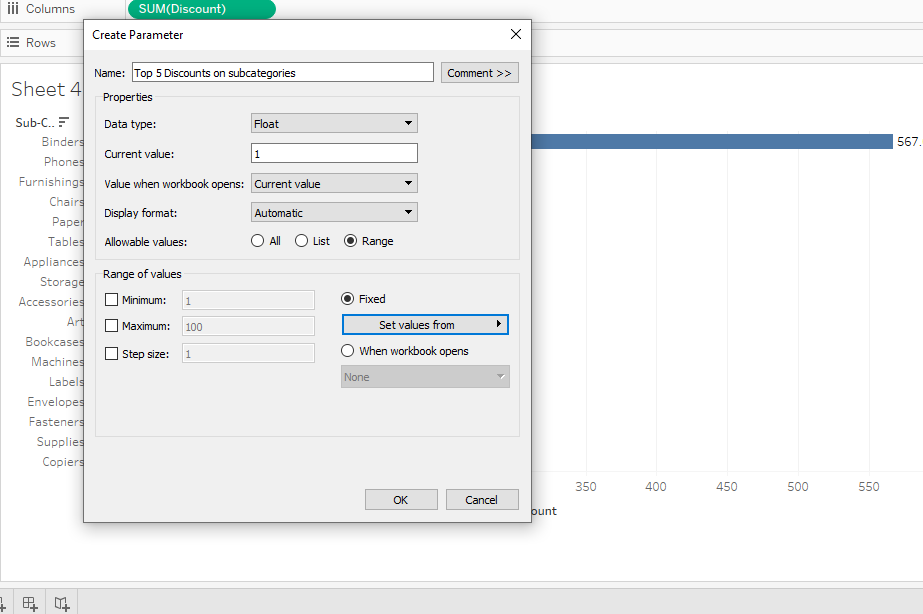 Columns
SUM(Discount)
Create Parameter
Rows
Name:
Top 5 Discounts on subcategories
Comment >>
Sheet 4
Properties
Sub-C..
Data type:
Float
Binders
567.
Current value:
1
Phones
Furnishings
Value when workbook opens:
Current value
Chairs
Display format:
Automatic
Paper
Tables
Allowable values:
All
List
Range
Appliances
Range of values
Storage
Accessories
Minimum:
1
Fixed
Art
Maximum:
100
Set values from
Bookcases
Step size:
1
When workbook opens
Machines
None
Labels
Envelopes
Fasteners
Supplies
Copiers
350
400
450
500
550
OK
Cancel
ount